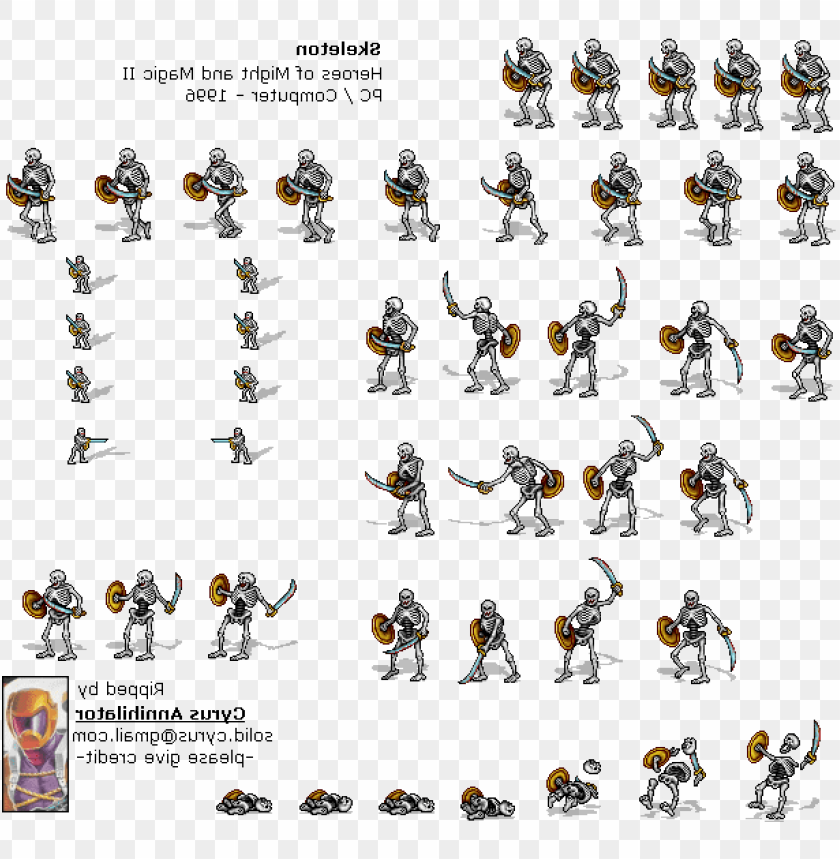 Skeleton
Heroes of Might and Magic II
PC / Computer - 1996
Ripped by
Cyrus Annihilator
solid.cyrus@gmail.com
-please give credit-